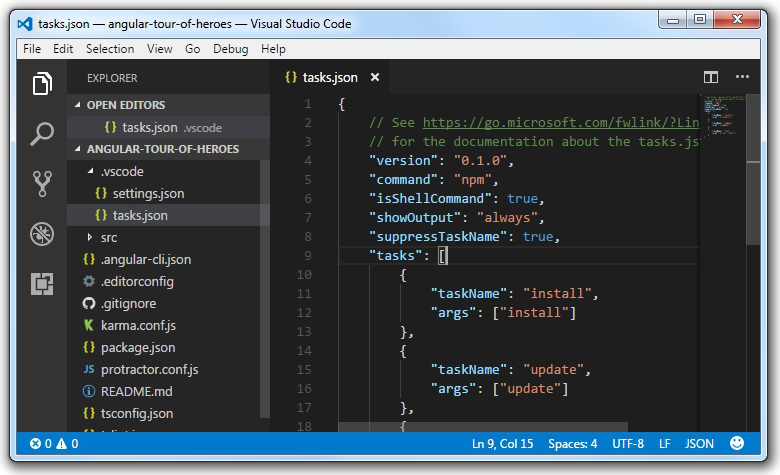 tasks.json — angular-tour-of-heroes — Visual Studio Code
File Edit Selection View Go Debug Help
EXPLORER
OPEN EDITORS
{} tasks.json .vscode
ANGULAR-TOUR-OF-HEROES
.vscode
{} settings.json
{} tasks.json
src
{} .angular-cli.json
.editorconfig
.gitignore
K karma.conf.js
{} package.json
JS protractor.conf.js
README.md
{} tsconfig.json
{} tasks.json
1 {
2 // See https://go.microsoft.com/fwlink/?Lin
3 // for the documentation about the tasks.js
4 "version": "0.1.0",
5 "command": "npm",
6 "isShellCommand": true,
7 "showOutput": "always",
8 "suppressTaskName": true,
9 "tasks": [
10 {
11 "taskName": "install",
12 "args": ["install"]
13 },
14 {
15 "taskName": "update",
16 "args": ["update"]
17 },
18 {
0 0 Ln 9, Col 15 Spaces: 4 UTF-8 LF JSON